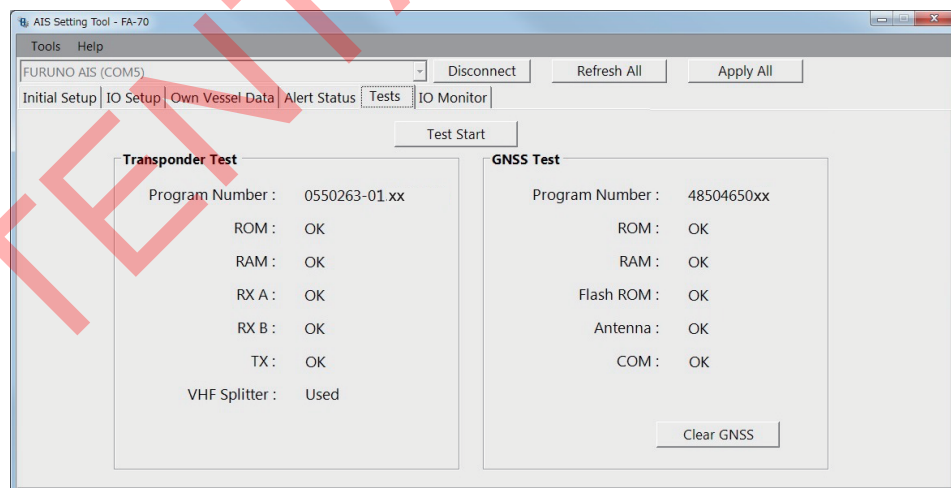 AIS Setting Tool - FA-70
Tools Help
FURUNO AIS (COM5) Disconnect Refresh All Apply All
Initial Setup IO Setup Own Vessel Data Alert Status Tests IO Monitor
Test Start
Transponder Test
Program Number : 0550263-01.xx
ROM : OK
RAM : OK
RX A : OK
RX B : OK
TX : OK
VHF Splitter : Used
GNSS Test
Program Number : 48504650xx
ROM : OK
RAM : OK
Flash ROM : OK
Antenna : OK
COM : OK
Clear GNSS
TENTA